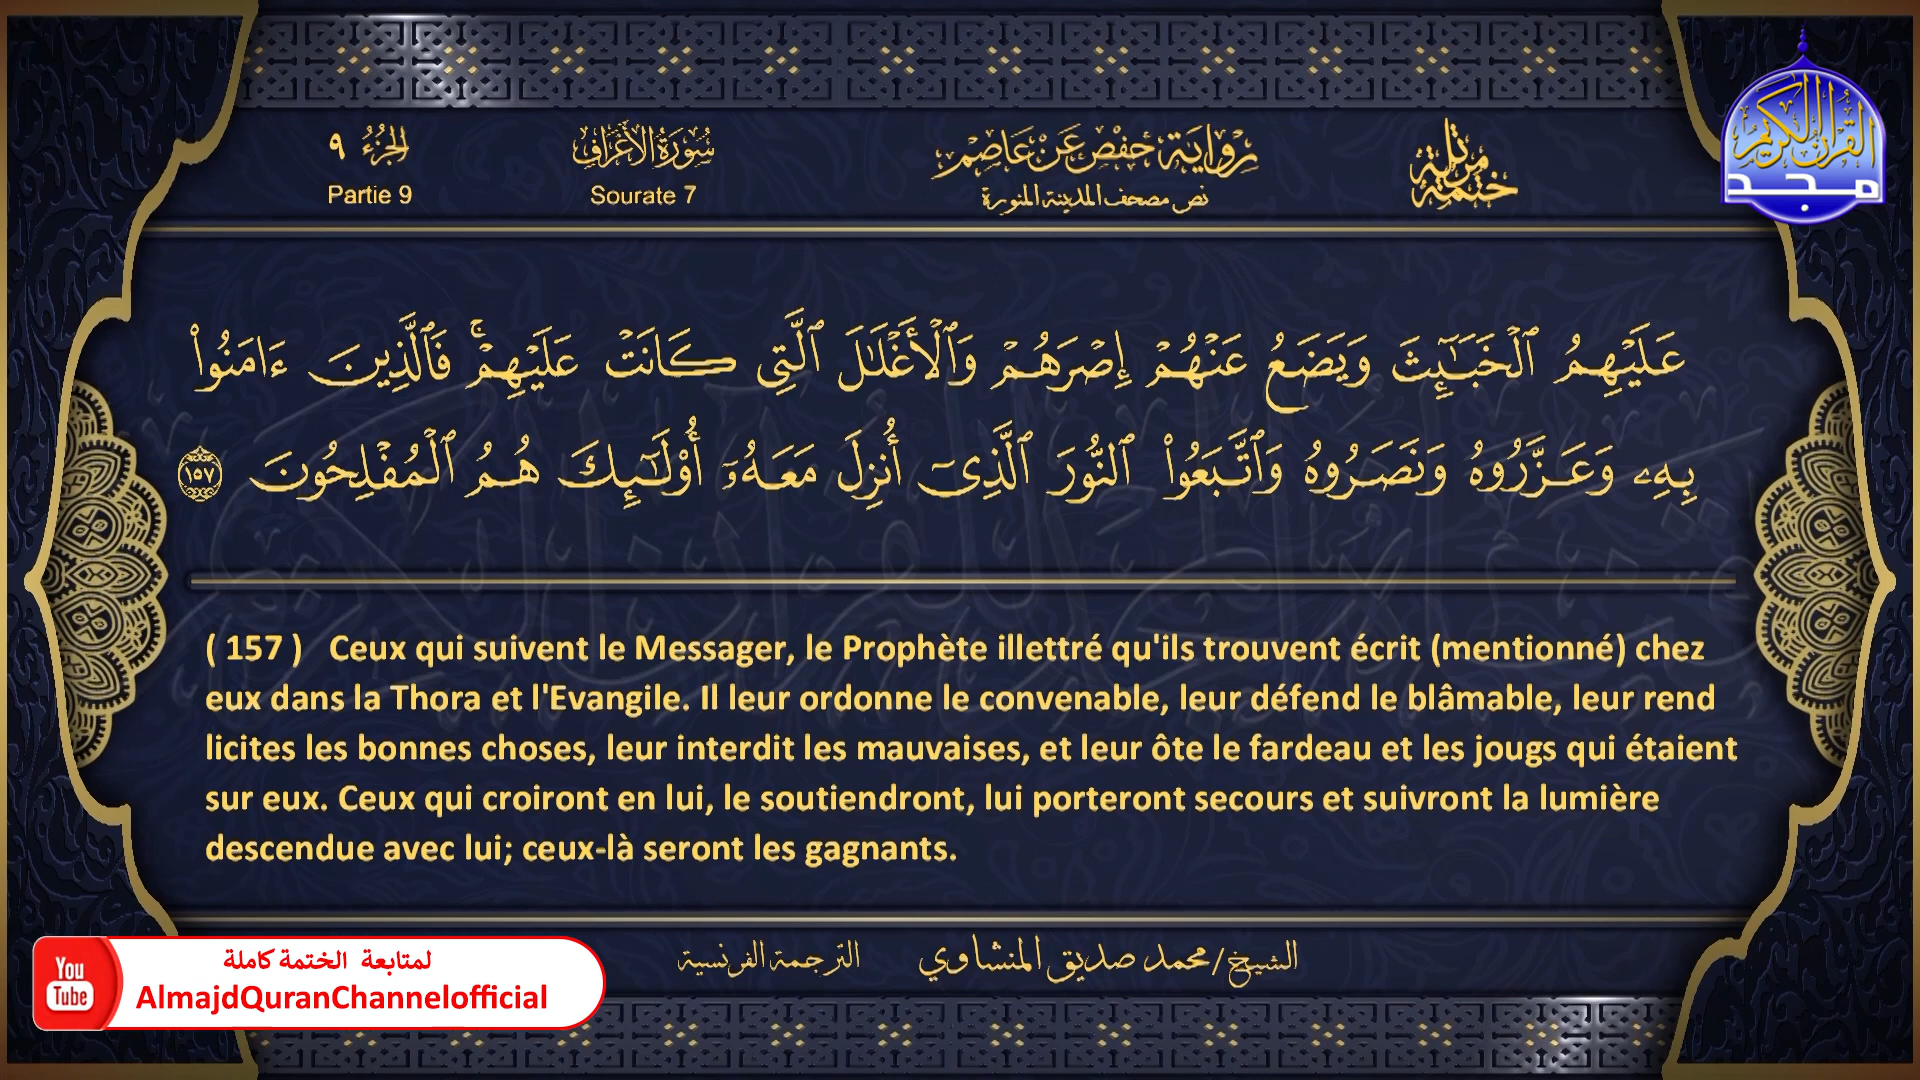 الجزء ٩
Partie 9
سورة الأعراف
Sourate 7
رواية: حفص عن عاصم
نص مصحف المدينة المنورة
ختمة مرتلة
القرآن الكريم
مجد
عَلَيْهِمُ ٱلْخَبَـٰٓئِثَ وَيَضَعُ عَنْهُمْ إِصْرَهُمْ وَٱلْأَغْلَـٰلَ ٱلَّتِى كَانَتْ عَلَيْهِمْ ۚ فَٱلَّذِينَ ءَامَنُوا۟
بِهِۦ وَعَزَّرُوهُ وَنَصَرُوهُ وَٱتَّبَعُوا۟ ٱلنُّورَ ٱلَّذِىٓ أُنزِلَ مَعَهُۥٓ أُو۟لَـٰٓئِكَ هُمُ ٱلْمُفْلِحُونَ ١٥٧
( 157 ) Ceux qui suivent le Messager, le Prophète illettré qu'ils trouvent écrit (mentionné) chez
eux dans la Thora et l'Evangile. Il leur ordonne le convenable, leur défend le blâmable, leur rend
licites les bonnes choses, leur interdit les mauvaises, et leur ôte le fardeau et les jougs qui étaient
sur eux. Ceux qui croiront en lui, le soutiendront, lui porteront secours et suivront la lumière
descendue avec lui; ceux-là seront les gagnants.
الشيخ/محمد صديق المنشاوي
الترجمة الفرنسية
You
Tube
لمتابعة الختمة كاملة
AlmajdQuranChannelofficial